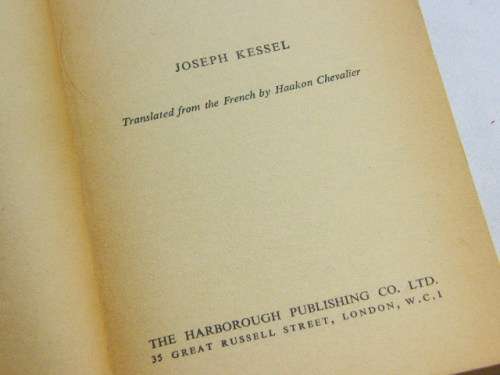 JOSEPH KESSEL
Translated from the French by Haakon Chevalier
THE HARBOROUGH PUBLISHING CO. LTD.
35 GREAT RUSSELL STREET, LONDON, W.C.1